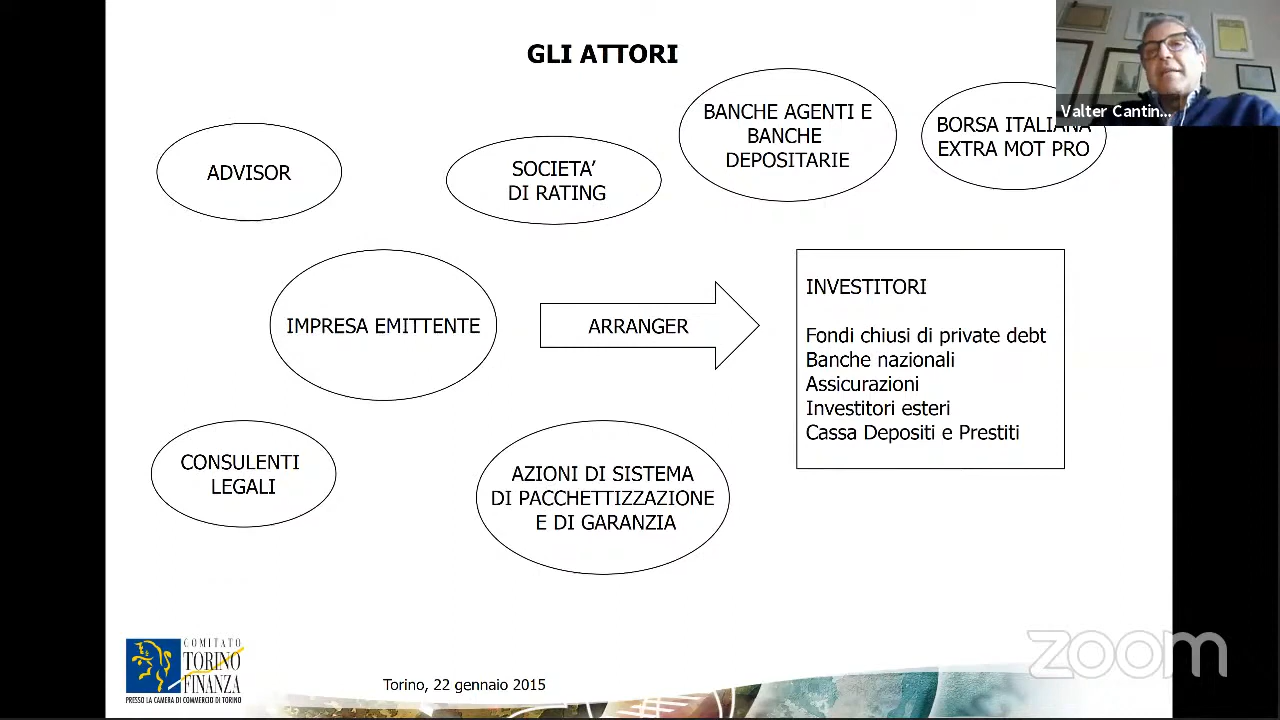 GLI ATTORI
Valter Cantin...
ADVISOR
SOCIETA'
DI RATING
BANCHE AGENTI E
BANCHE
DEPOSITARIE
BORSA ITALIANA
EXTRA MOT PRO
IMPRESA EMITTENTE
ARRANGER
INVESTITORI
Fondi chiusi di private debt
Banche nazionali
Assicurazioni
Investitori esteri
Cassa Depositi e Prestiti
CONSULENTI
LEGALI
AZIONI DI SISTEMA
DI PACCHETTIZZAZIONE
E DI GARANZIA
COMITATO
TORINO
FINANZA
PRESSO LA CAMERA DI COMMERCIO DI TORINO
Torino, 22 gennaio 2015
zoom